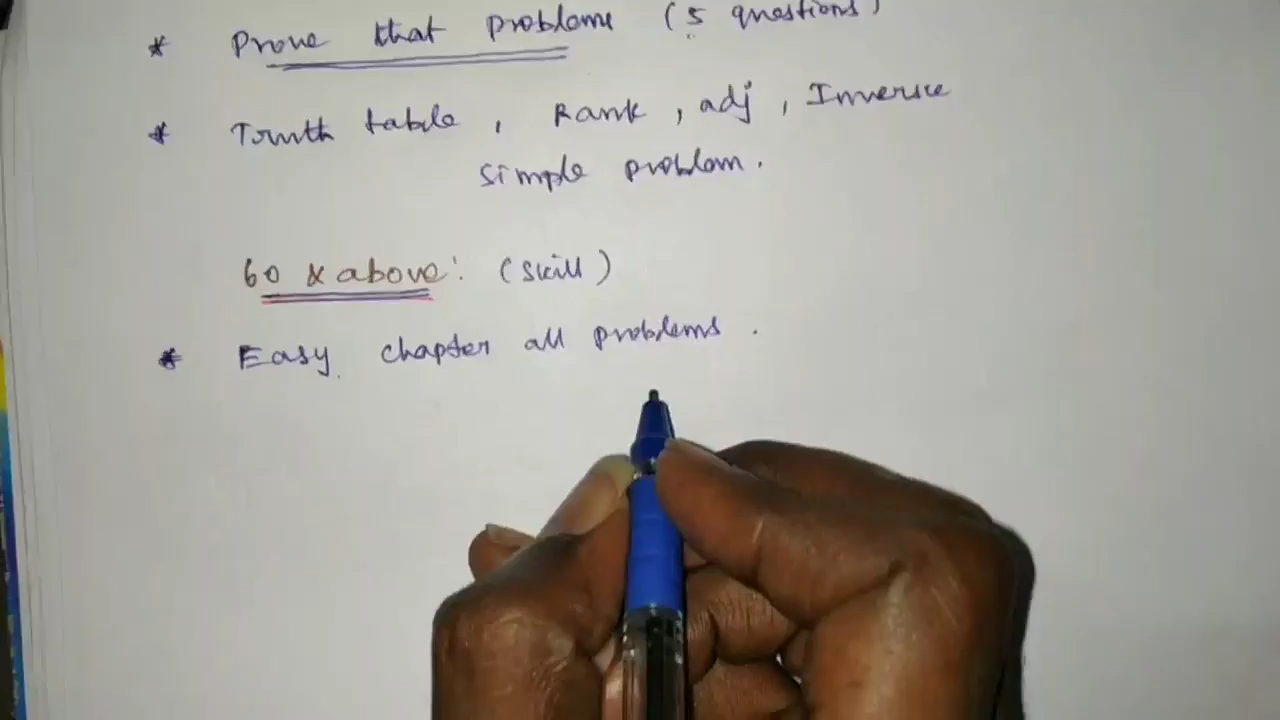 * Prove that problems (5 questions)
* Truth table, Rank, adj, Inverse
simple problem.
60 & above: (skill)
* Easy chapter all problems.